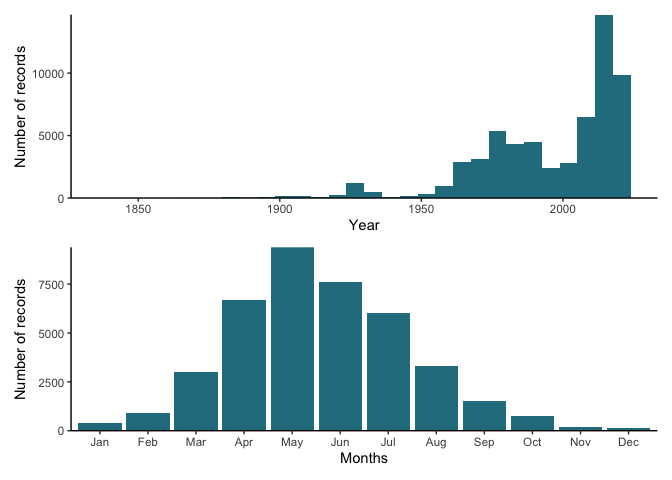 Number of records
10000
5000
0
1850 1900 1950 2000
Year
Number of records
7500
5000
2500
0
Jan Feb Mar Apr May Jun Jul Aug Sep Oct Nov Dec
Months